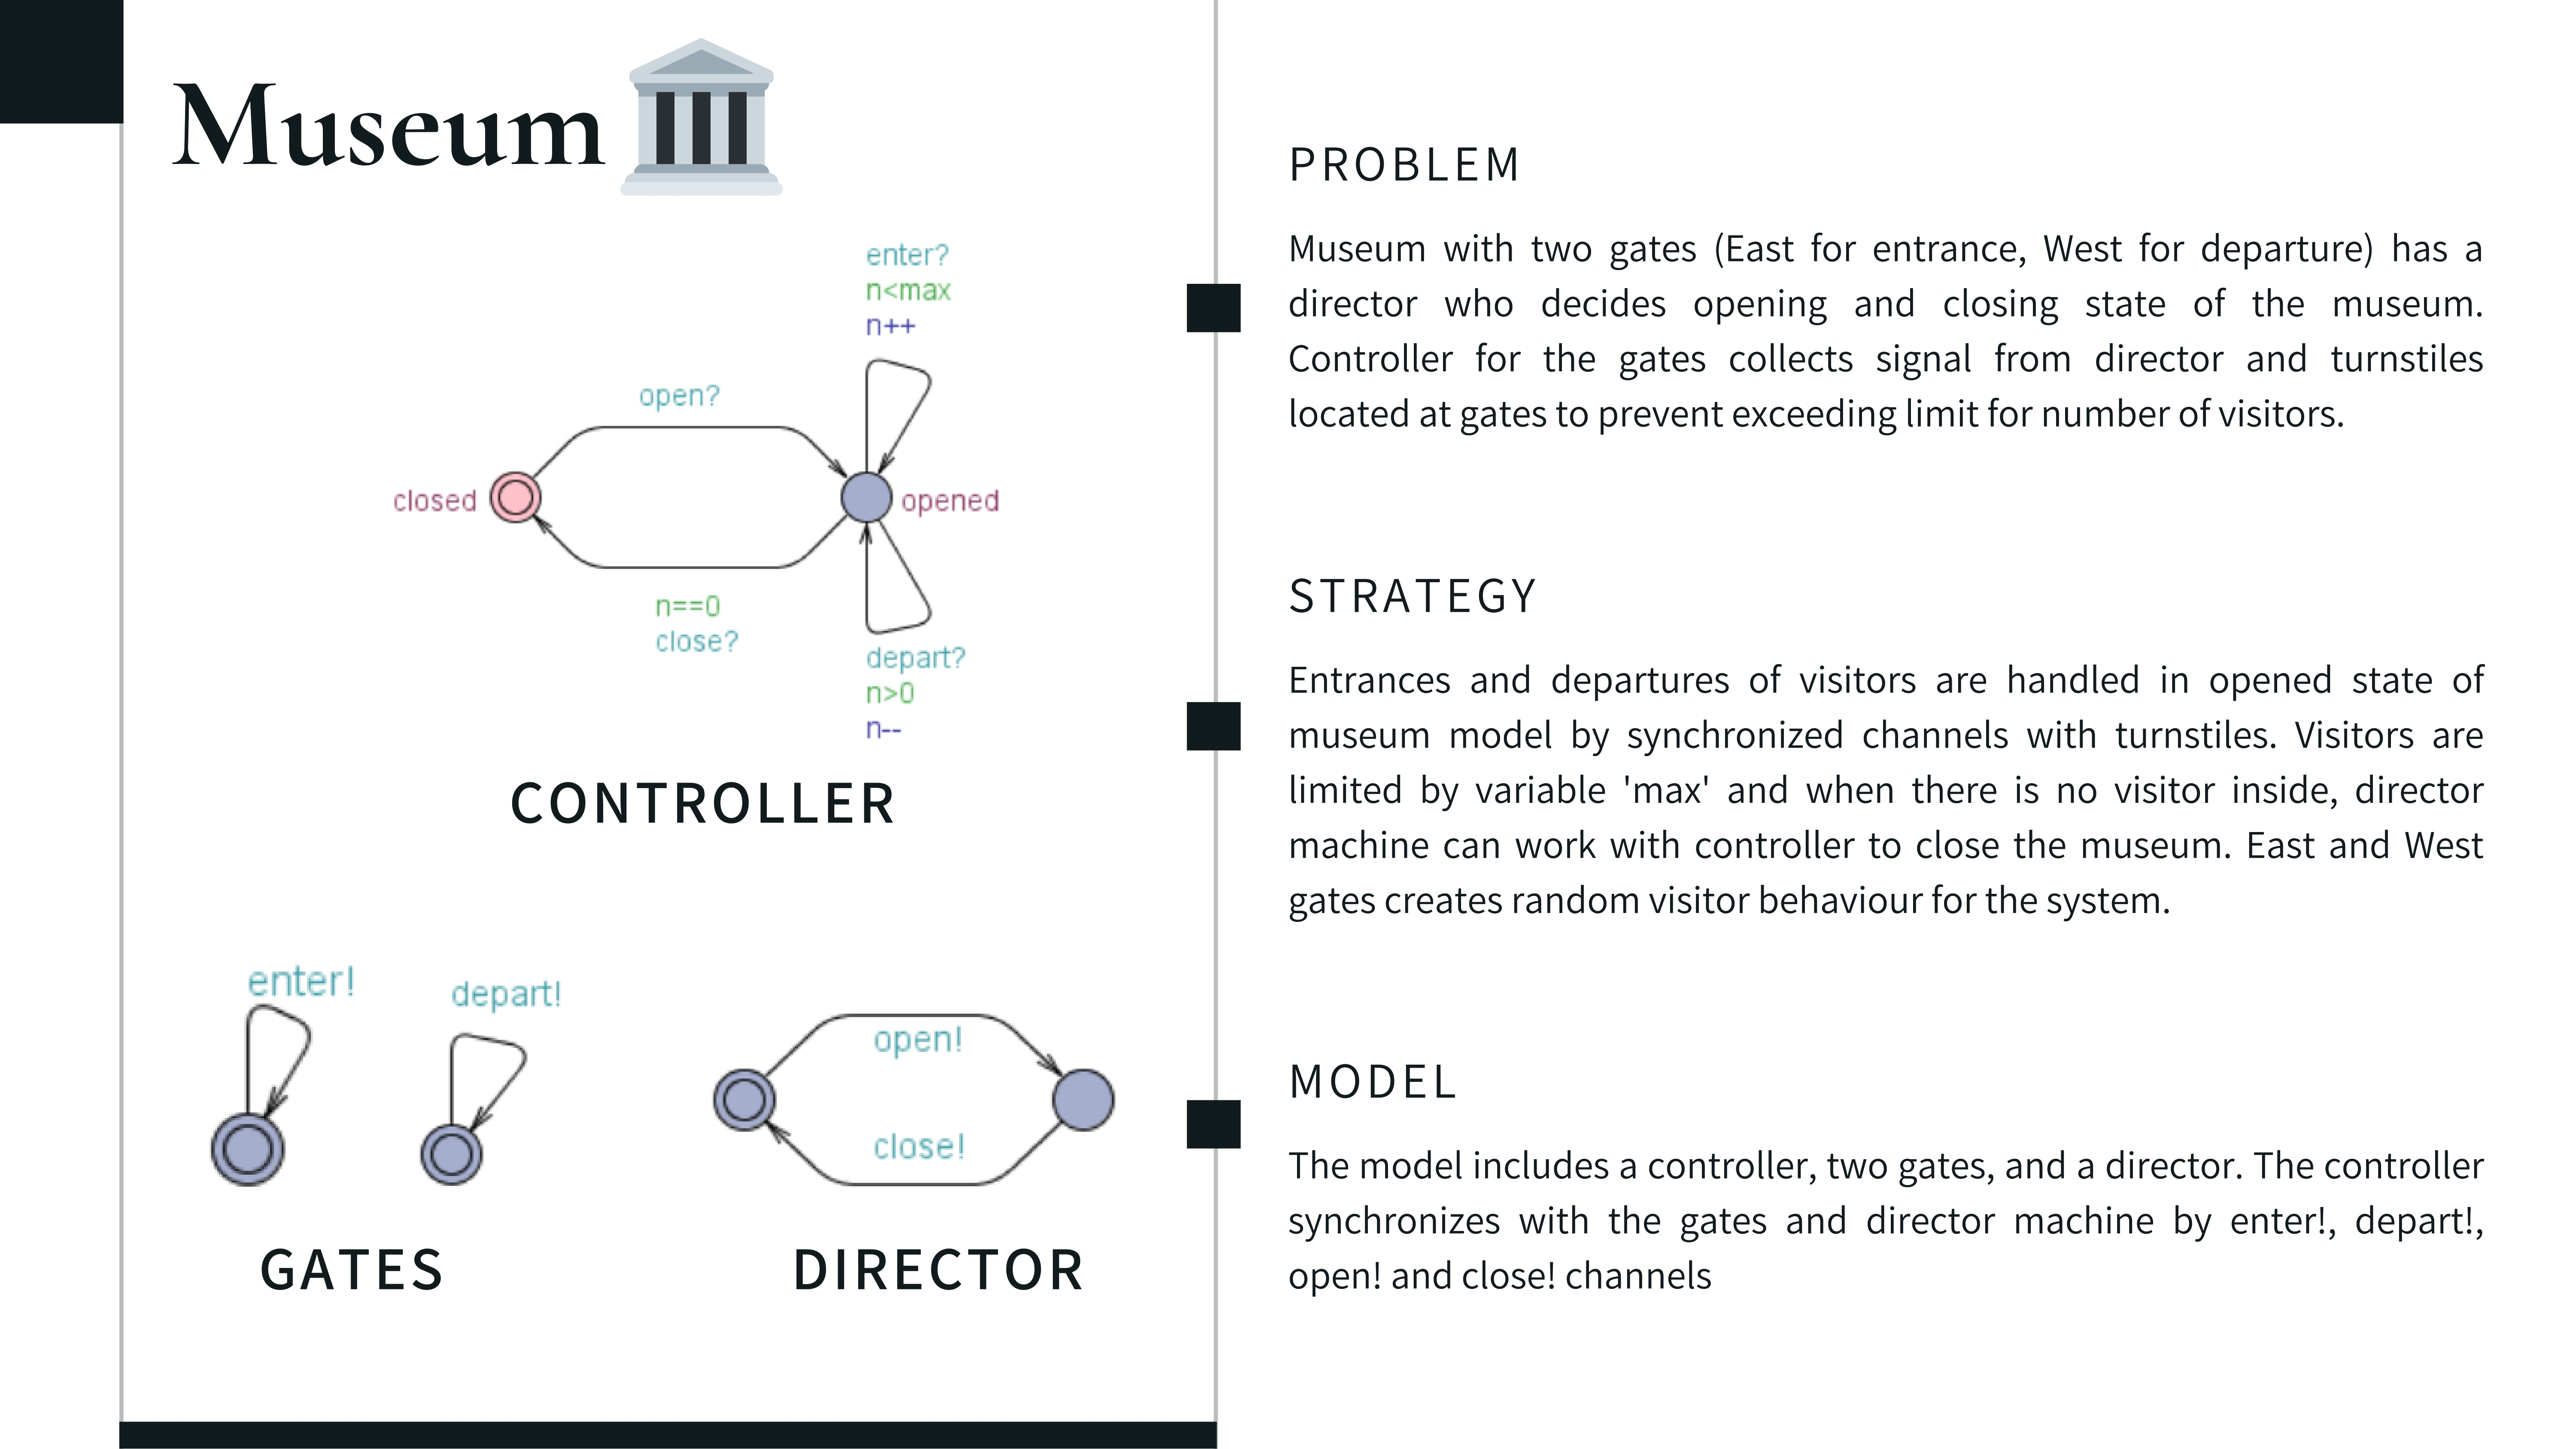 Museum
enter?
n<max
n++
open?
closed
opened
n==0
close?
depart?
n>0
n--
CONTROLLER
enter!
depart!
open!
close!
GATES
DIRECTOR
PROBLEM
Museum with two gates (East for entrance, West for departure) has a
director who decides opening and closing state of the museum.
Controller for the gates collects signal from director and turnstiles
located at gates to prevent exceeding limit for number of visitors.
STRATEGY
Entrances and departures of visitors are handled in opened state of
museum model by synchronized channels with turnstiles. Visitors are
limited by variable 'max' and when there is no visitor inside, director
machine can work with controller to close the museum. East and West
gates creates random visitor behaviour for the system.
MODEL
The model includes a controller, two gates, and a director. The controller
synchronizes with the gates and director machine by enter!, depart!,
open! and close! channels